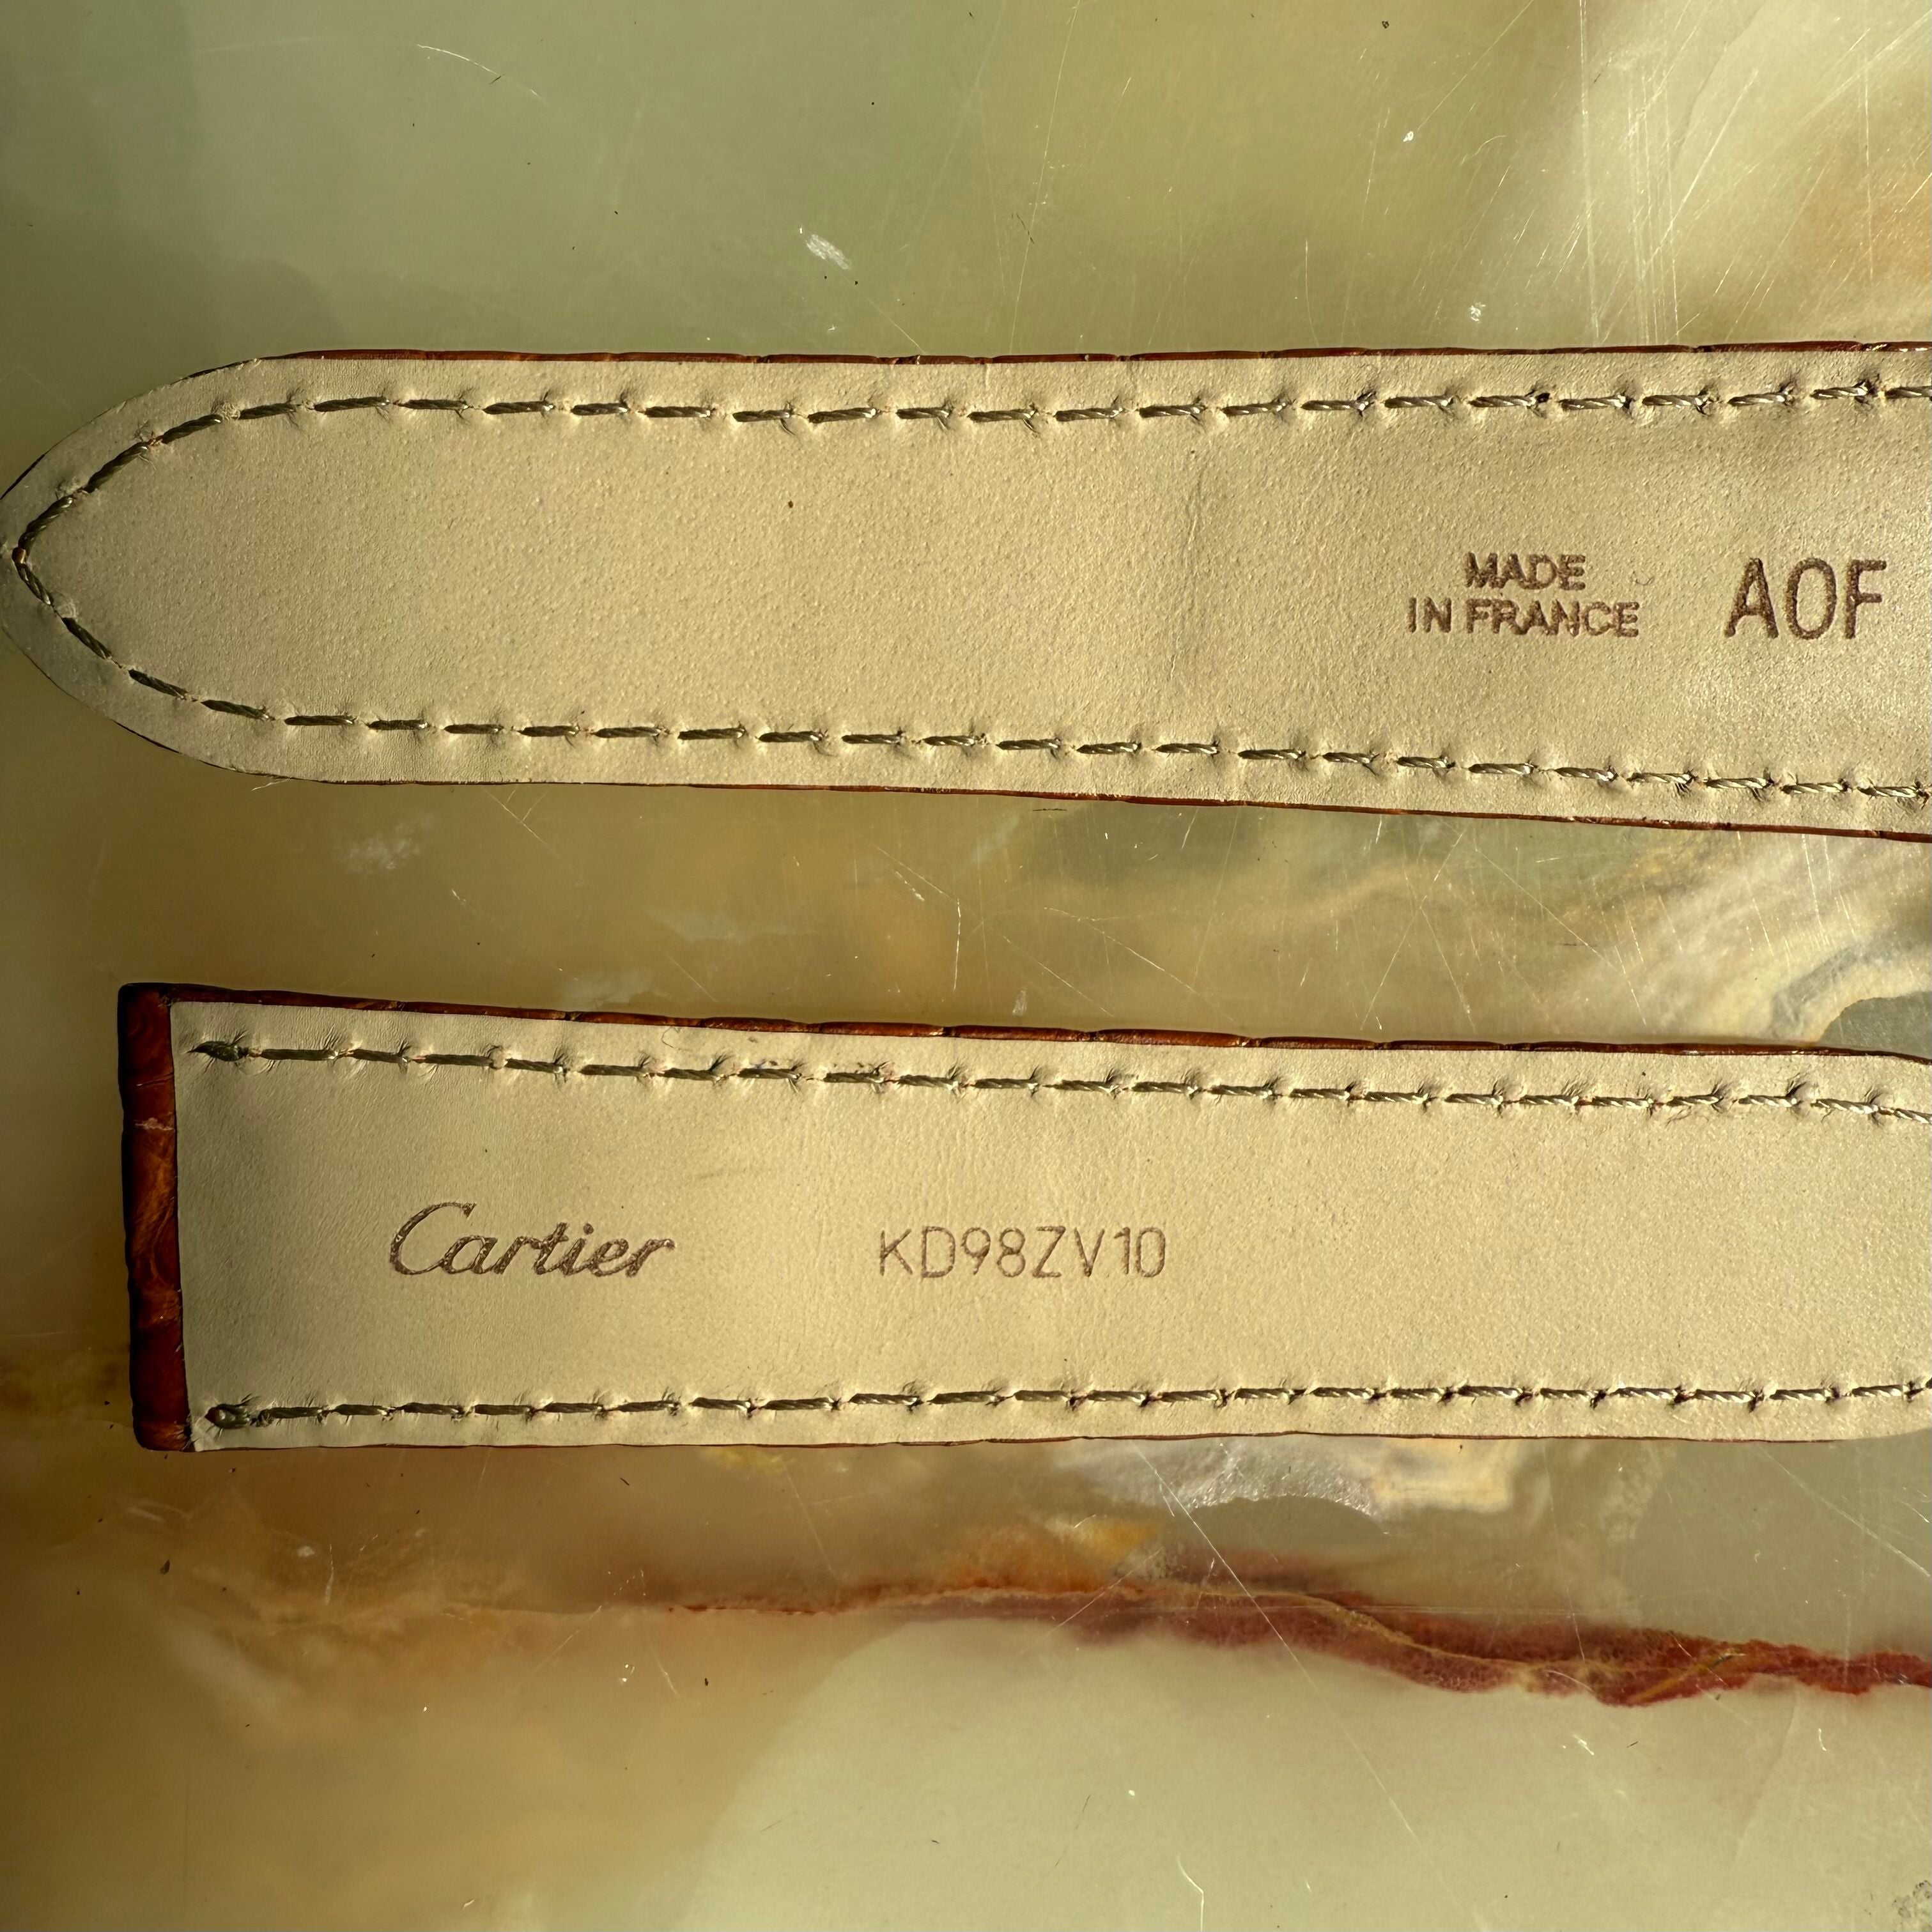 MADE
IN FRANCE
AOF
Cartier
KD98ZV10